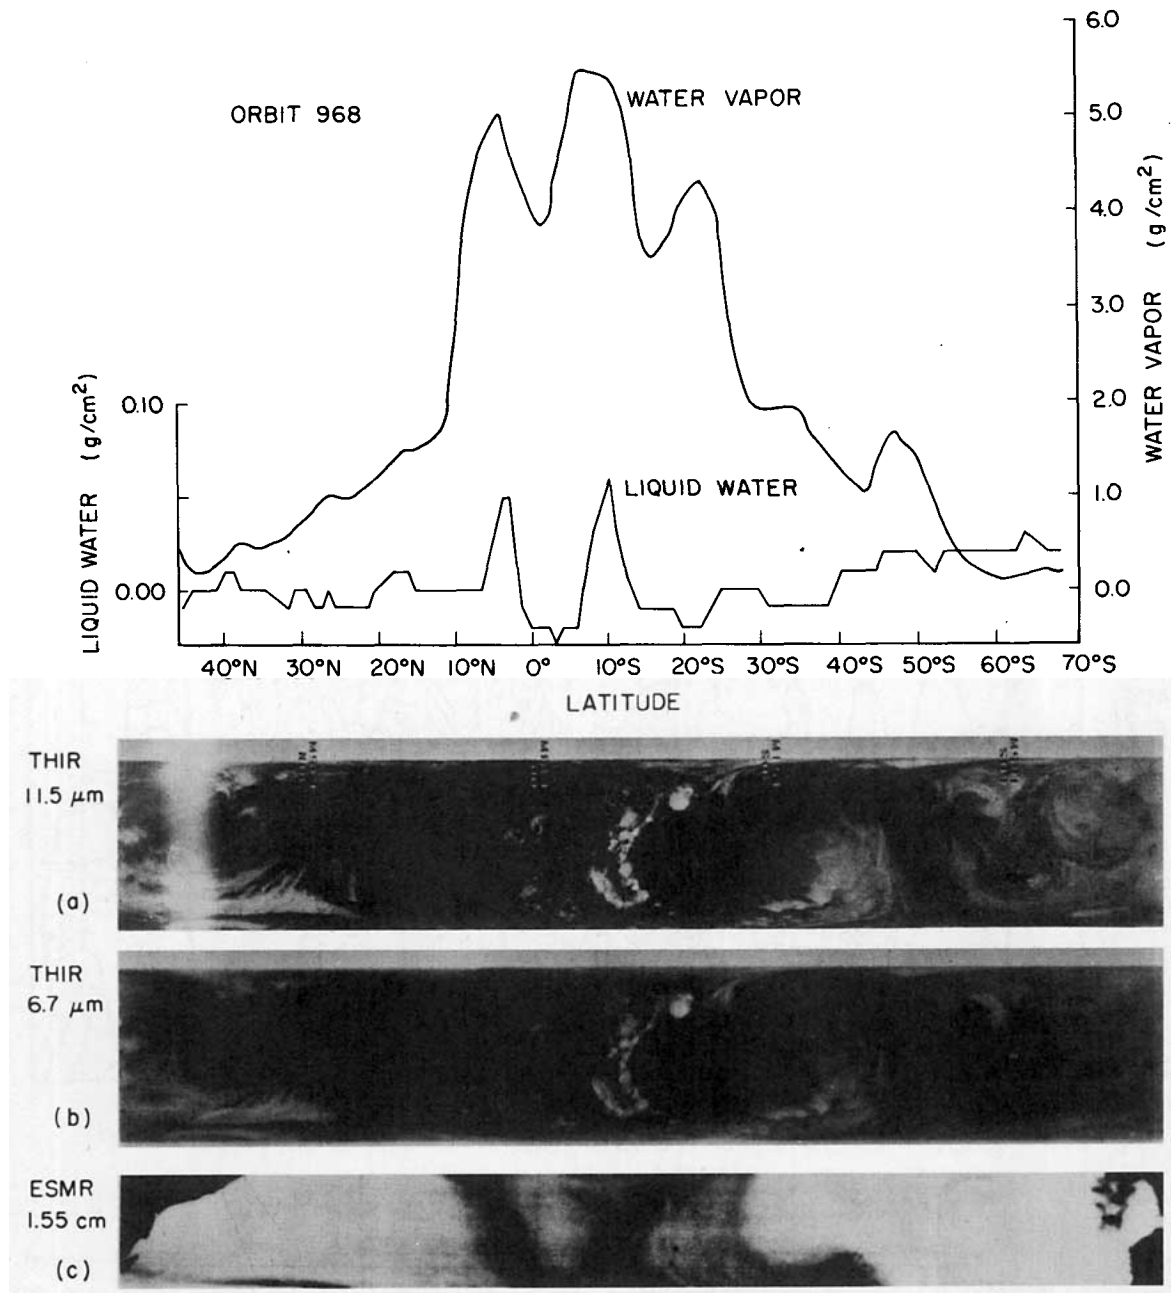 6.0
ORBIT 968
WATER VAPOR
5.0
4.0
3.0
2.0
1.0
0.0
WATER VAPOR (g/cm²)
LIQUID WATER (g/cm²)
0.10
0.00
LIQUID WATER
40°N 30°N 20°N 10°N 0° 10°S 20°S 30°S 40°S 50°S 60°S 70°S
LATITUDE
THIR
11.5 μm
(a)
THIR
6.7 μm
(b)
ESMR
1.55 cm
(c)